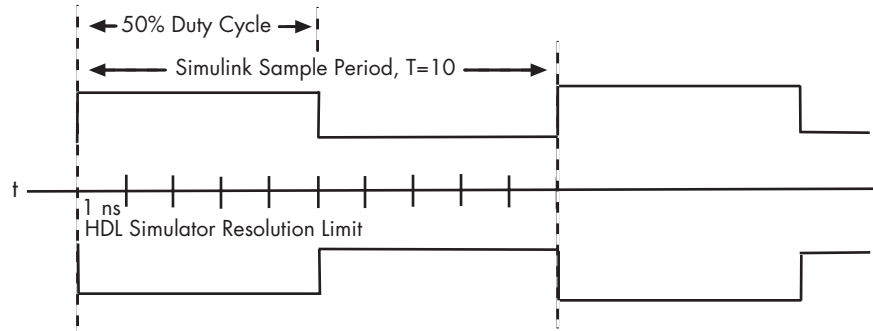 50% Duty Cycle
Simulink Sample Period, T=10
t
1 ns
HDL Simulator Resolution Limit